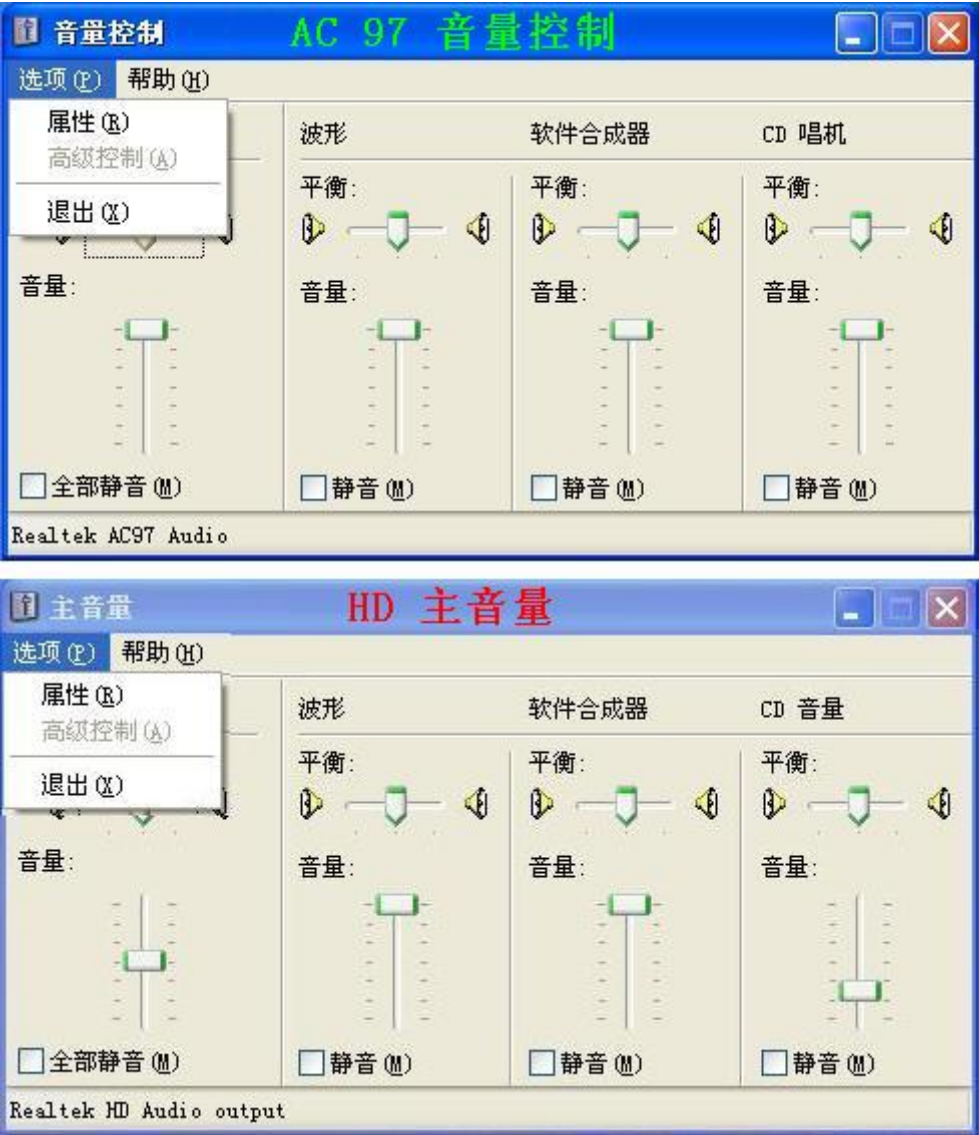 音量控制 AC 97 音量控制
选项(P) 帮助(H)
属性(R)
高级控制(A)
退出(X)
波形 软件合成器 CD 唱机
平衡: 平衡: 平衡:
音量: 音量: 音量: 音量:
全部静音(M) 静音(M) 静音(M) 静音(M)
Realtek AC97 Audio
主音量 HD 主音量
选项(P) 帮助(H)
属性(R)
高级控制(A)
退出(X)
波形 软件合成器 CD 音量
平衡: 平衡: 平衡:
音量: 音量: 音量: 音量:
全部静音(M) 静音(M) 静音(M) 静音(M)
Realtek HD Audio output